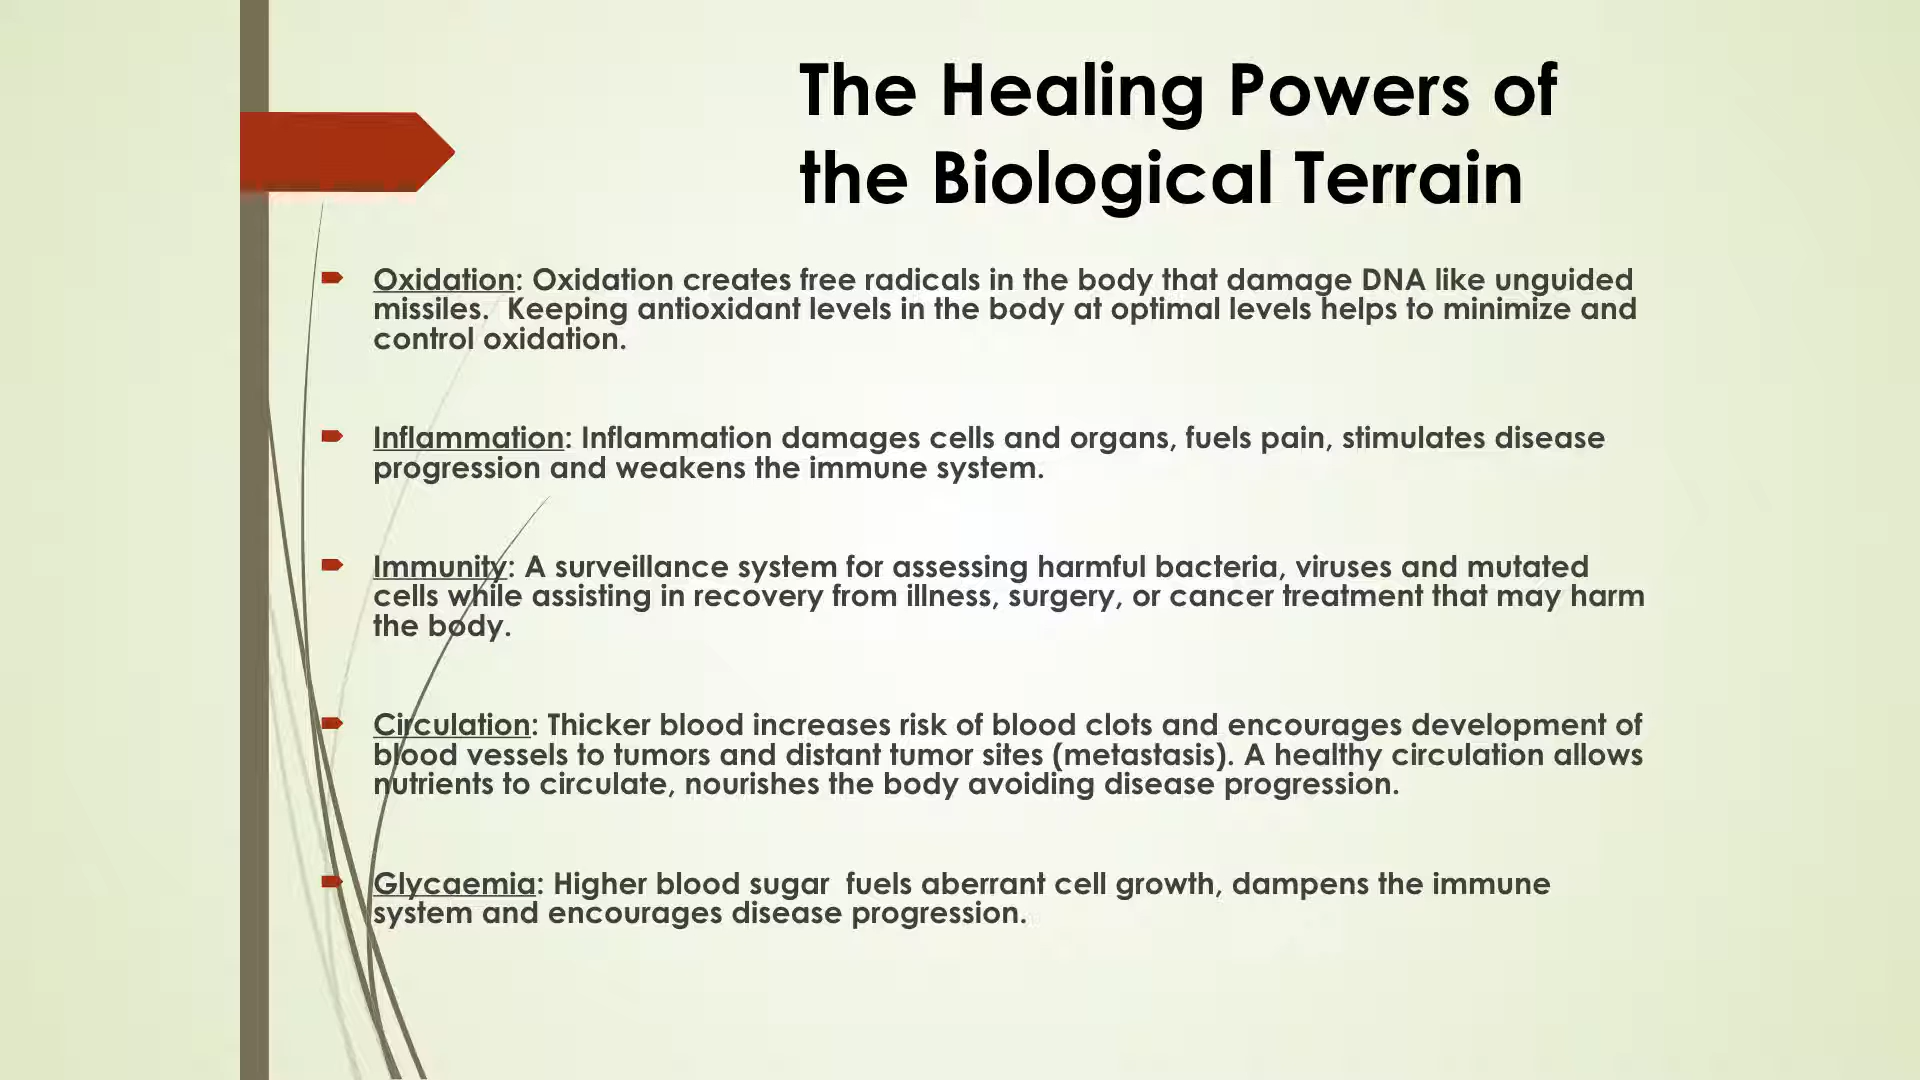 The Healing Powers of
the Biological Terrain
Oxidation: Oxidation creates free radicals in the body that damage DNA like unguided
missiles.  Keeping antioxidant levels in the body at optimal levels helps to minimize and
control oxidation.
Inflammation: Inflammation damages cells and organs, fuels pain, stimulates disease
progression and weakens the immune system.
Immunity: A surveillance system for assessing harmful bacteria, viruses and mutated
cells while assisting in recovery from illness, surgery, or cancer treatment that may harm
the body.
Circulation: Thicker blood increases risk of blood clots and encourages development of
blood vessels to tumors and distant tumor sites (metastasis). A healthy circulation allows
nutrients to circulate, nourishes the body avoiding disease progression.
Glycaemia: Higher blood sugar  fuels aberrant cell growth, dampens the immune
system and encourages disease progression.